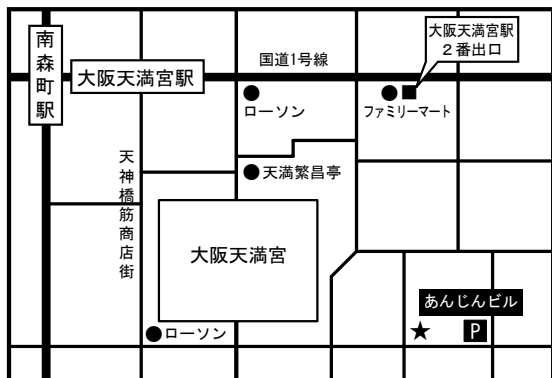 南森町駅
大阪天満宮駅
国道1号線
大阪天満宮駅
2番出口
ローソン
ファミリーマート
天満繁昌亭
天神橋筋商店街
大阪天満宮
あんじんビル
ローソン
P